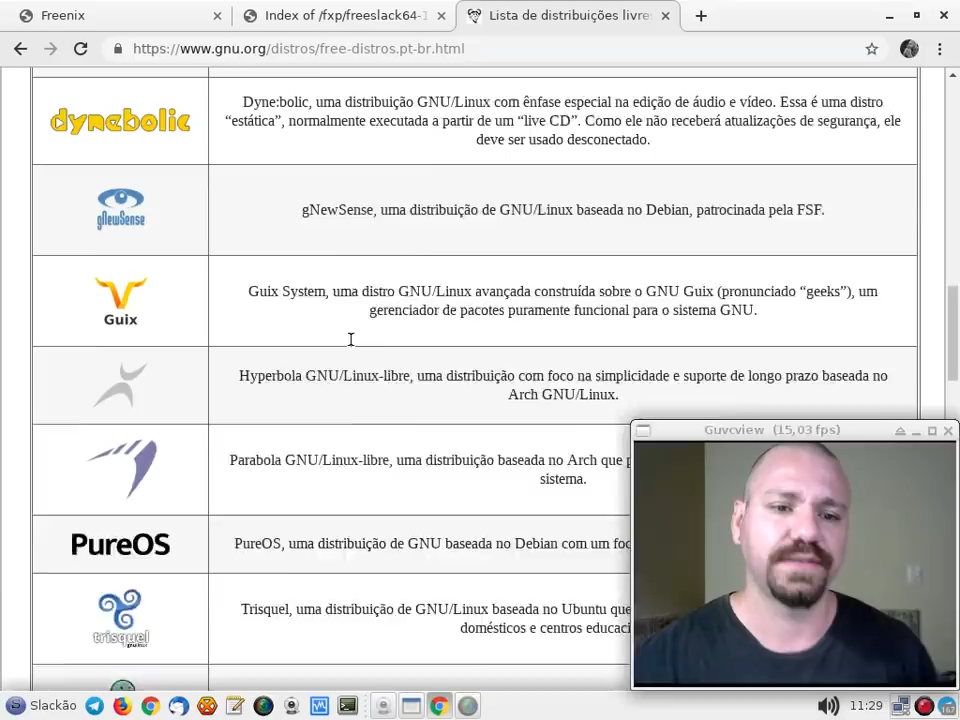 Freenix
Index of /fxp/freeslack64-1
Lista de distribuições livres
https://www.gnu.org/distros/free-distros.pt-br.html
dynebolic
Dyne:bolic, uma distribuição GNU/Linux com ênfase especial na edição de áudio e vídeo. Essa é uma distro
“estática”, normalmente executada a partir de um “live CD”. Como ele não receberá atualizações de segurança, ele
deve ser usado desconectado.
gNewSense
gNewSense, uma distribuição de GNU/Linux baseada no Debian, patrocinada pela FSF.
Guix
Guix System, uma distro GNU/Linux avançada construída sobre o GNU Guix (pronunciado “geeks”), um
gerenciador de pacotes puramente funcional para o sistema GNU.
Hyperbola GNU/Linux-libre, uma distribuição com foco na simplicidade e suporte de longo prazo baseada no
Arch GNU/Linux.
Guvcview (15,03 fps)
Parabola GNU/Linux-libre, uma distribuição baseada no Arch que p
sistema.
PureOS
PureOS, uma distribuição de GNU baseada no Debian com um foc
trisquel
Trisquel, uma distribuição de GNU/Linux baseada no Ubuntu que
domésticos e centros educaci
Slackão
11:29
167